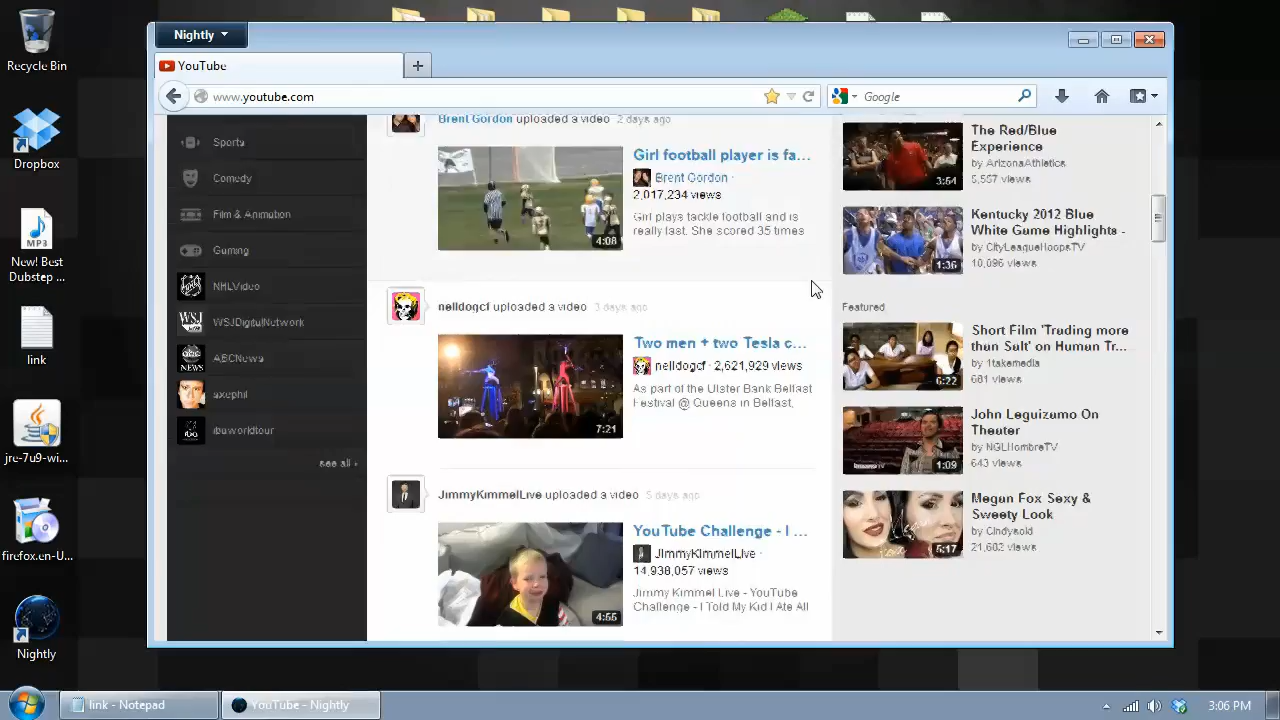 Nightly
YouTube
www.youtube.com
Google
Recycle Bin
Dropbox
MP3
New! Best
Dubstep ...
link
jre-7u9-wi...
firefox.en-U...
Nightly
Sports
Comedy
Film & Animation
Gaming
NHLVideo
WSJ
WSJDigitalNetwork
NEWS
ABCNews
axephil
see all ›
Brent Gordon uploaded a video 2 days ago
4:08
Girl football player is fa...
Brent Gordon ·
2,017,234 views
Girl plays tackle football and is
really fast. She scored 35 times
nelldogcf uploaded a video 3 days ago
7:21
Two men + two Tesla c...
nelldogcf · 2,621,929 views
As part of the Ulster Bank Belfast
Festival @ Queens in Belfast,
JimmyKimmelLive uploaded a video 5 days ago
4:55
YouTube Challenge - I ...
JimmyKimmelLive ·
14,938,057 views
Jimmy Kimmel Live - YouTube
Challenge - I Told My Kid I Ate All
3:54
The Red/Blue
Experience
by ArizonaAthletics
5,557 views
1:36
Kentucky 2012 Blue
White Game Highlights -
by CityLeagueHoopsTV
10,096 views
Featured
6:22
Short Film 'Trading more
than Salt' on Human Tr...
by 1takemedia
681 views
1:09
John Leguizamo On
Theater
by NGLHombreTV
643 views
5:17
Megan Fox Sexy &
Sweety Look
by Cindysold
21,682 views
link - Notepad
YouTube - Nightly
3:06 PM